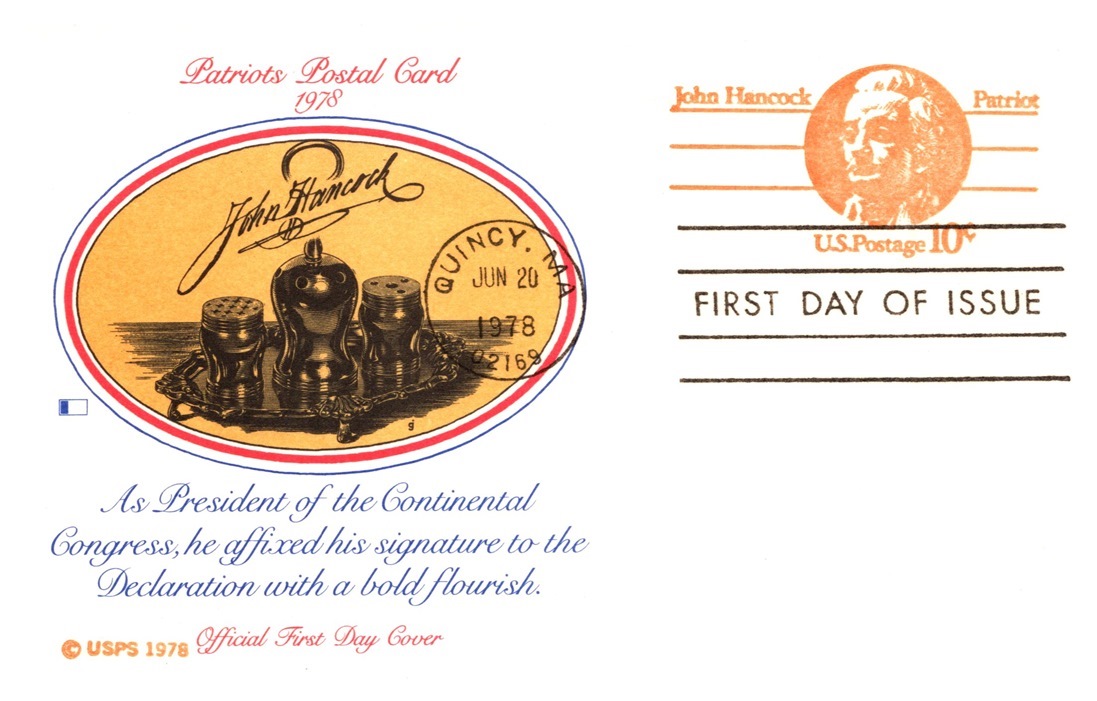 Patriots Postal Card
1978
John Hancock
QUINCY, MA
JUN 20
1978
02169
gj
As President of the Continental
Congress, he affixed his signature to the
Declaration with a bold flourish.
© USPS 1978 Official First Day Cover
John Hancock Patriot
U.S. Postage 10¢
FIRST DAY OF ISSUE